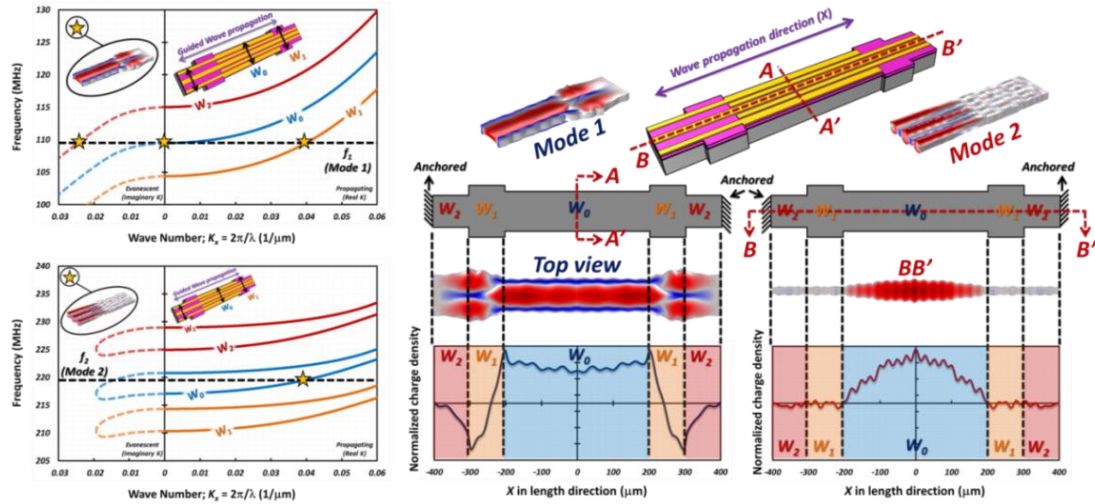 130
125
120
115
110
105
100
Frequency (MHz)
Guided Wave propagation
W₀
W₁
W₂
W₀
W₁
f₁
(Mode 1)
Evanescent
(Imaginary K)
Propagating
(Real K)
0.03 0.02 0.01 0 0.01 0.02 0.03 0.04 0.05 0.06
Wave Number; Kₓ = 2π/λ (1/μm)
240
235
230
225
220
215
210
205
Frequency (MHz)
Guided Wave propagation
W₀
W₁
W₂
W₂
f₂
(Mode 2)
W₀
W₁
Evanescent
(Imaginary K)
Propagating
(Real K)
0.03 0.02 0.01 0 0.01 0.02 0.03 0.04 0.05 0.06
Wave Number; Kₓ = 2π/λ (1/μm)
Wave propagation direction (X)
A
A'
B
B'
Mode 1
Mode 2
Anchored
Anchored
W₂ W₁ W₀ W₁ W₂
A
A'
W₂ W₁ W₀ W₁ W₂
B
B'
Top view
BB'
Normalized charge density
W₂ W₁ W₀ W₁ W₂
-400 -300 -200 -100 0 100 200 300 400
X in length direction (μm)
Normalized charge density
W₂ W₁ W₀ W₁ W₂
-400 -300 -200 -100 0 100 200 300 400
X in length direction (μm)